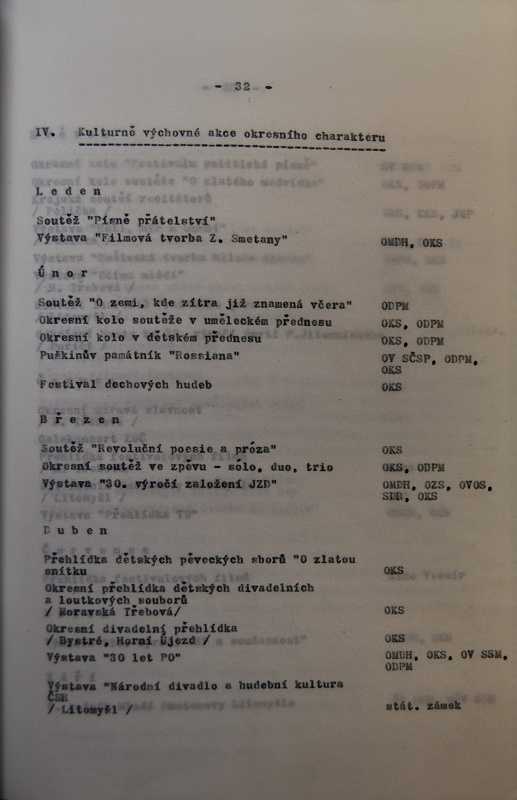 - 32 -
IV. Kulturně výchovné akce okresního charakteru
L e d e n
Soutěž "Písně přátelství"
Výstava "Filmová tvorba Z. Smetany" OMDH, OKS
Ú n o r
Soutěž "O zemi, kde zítra již znamená včera" ODPM
Okresní kolo soutěže v uměleckém přednesu OKS, ODPM
Okresní kolo v dětském přednesu OKS, ODPM
Puškinův památník "Rossiana" OV SČSP, ODPM,
OKS
Festival dechových hudeb OKS
B ř e z e n
Soutěž "Revoluční poesie a próza" OKS
Okresní soutěž ve zpěvu - solo, duo, trio OKS, ODPM
Výstava "30. výročí založení JZD" OMDH, OZS, OVOS,
SDR, OKS
D u b e n
Přehlídka dětských pěveckých sborů "O zlatou
snítku OKS
Okresní přehlídka dětských divadelních
a loutkových souborů
/ Moravská Třebová/ OKS
Okresní divadelní přehlídka
/ Bystré, Horní Újezd / OKS
Výstava "30 let PO" OMDH, OKS, OV SSM,
ODPM
Výstava "Národní divadlo a hudební kultura
ČSR
/ Litomyšl / stát. zámek